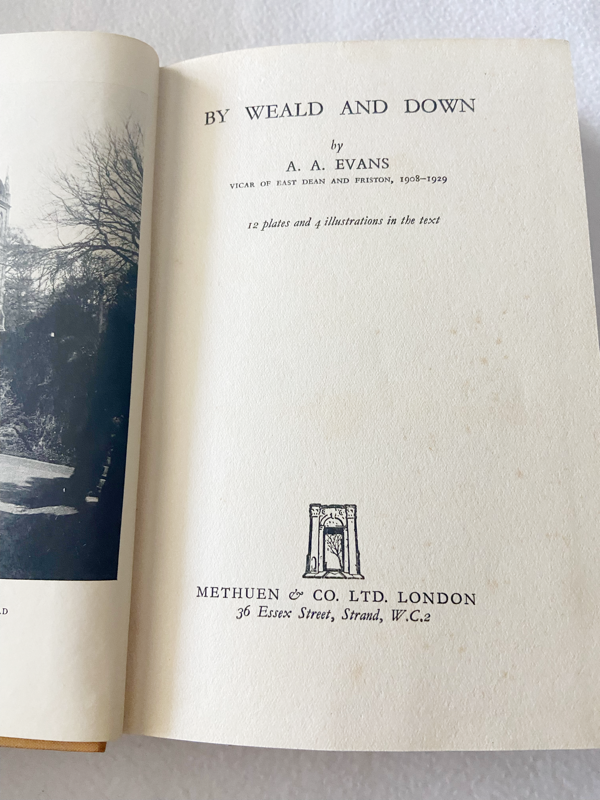 BY WEALD AND DOWN
by
A. A. EVANS
VICAR OF EAST DEAN AND FRISTON, 1908–1929
12 plates and 4 illustrations in the text
METHUEN & CO. LTD. LONDON
36 Essex Street, Strand, W.C.2